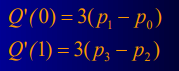 Q'(0) = 3(p₁ − p₀)
Q'(1) = 3(p₃ − p₂)